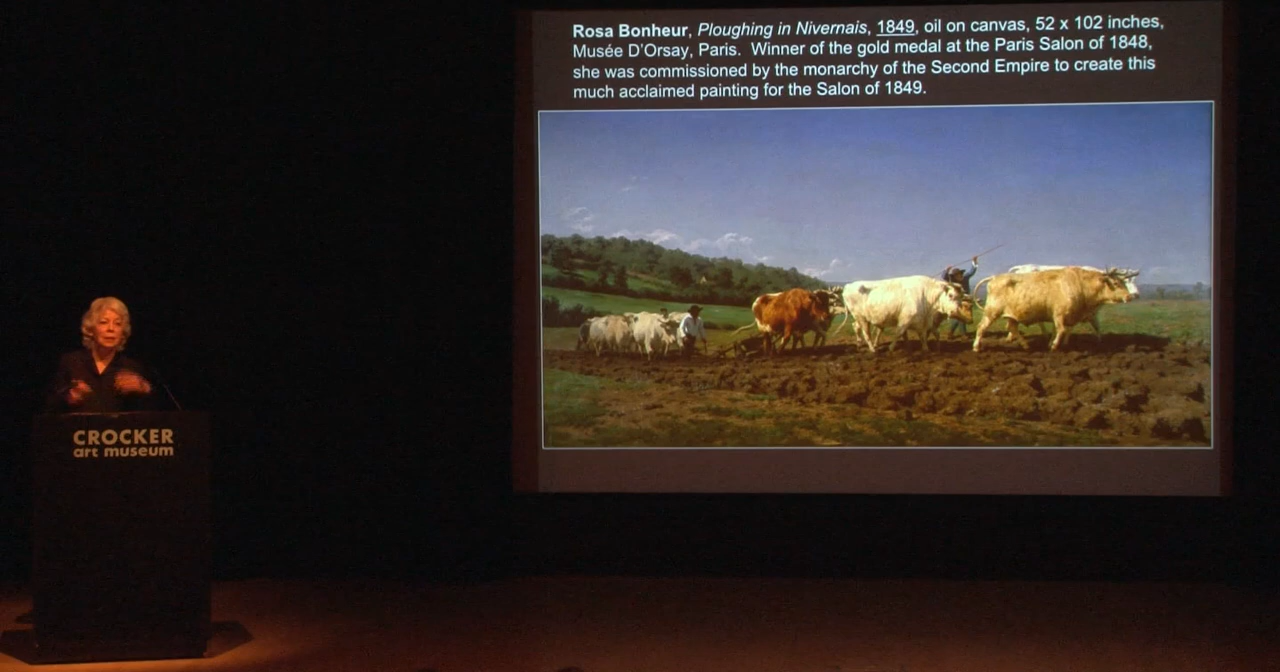 Rosa Bonheur, Ploughing in Nivernais, 1849, oil on canvas, 52 x 102 inches,
Musée D'Orsay, Paris. Winner of the gold medal at the Paris Salon of 1848,
she was commissioned by the monarchy of the Second Empire to create this
much acclaimed painting for the Salon of 1849.
CROCKER
art museum